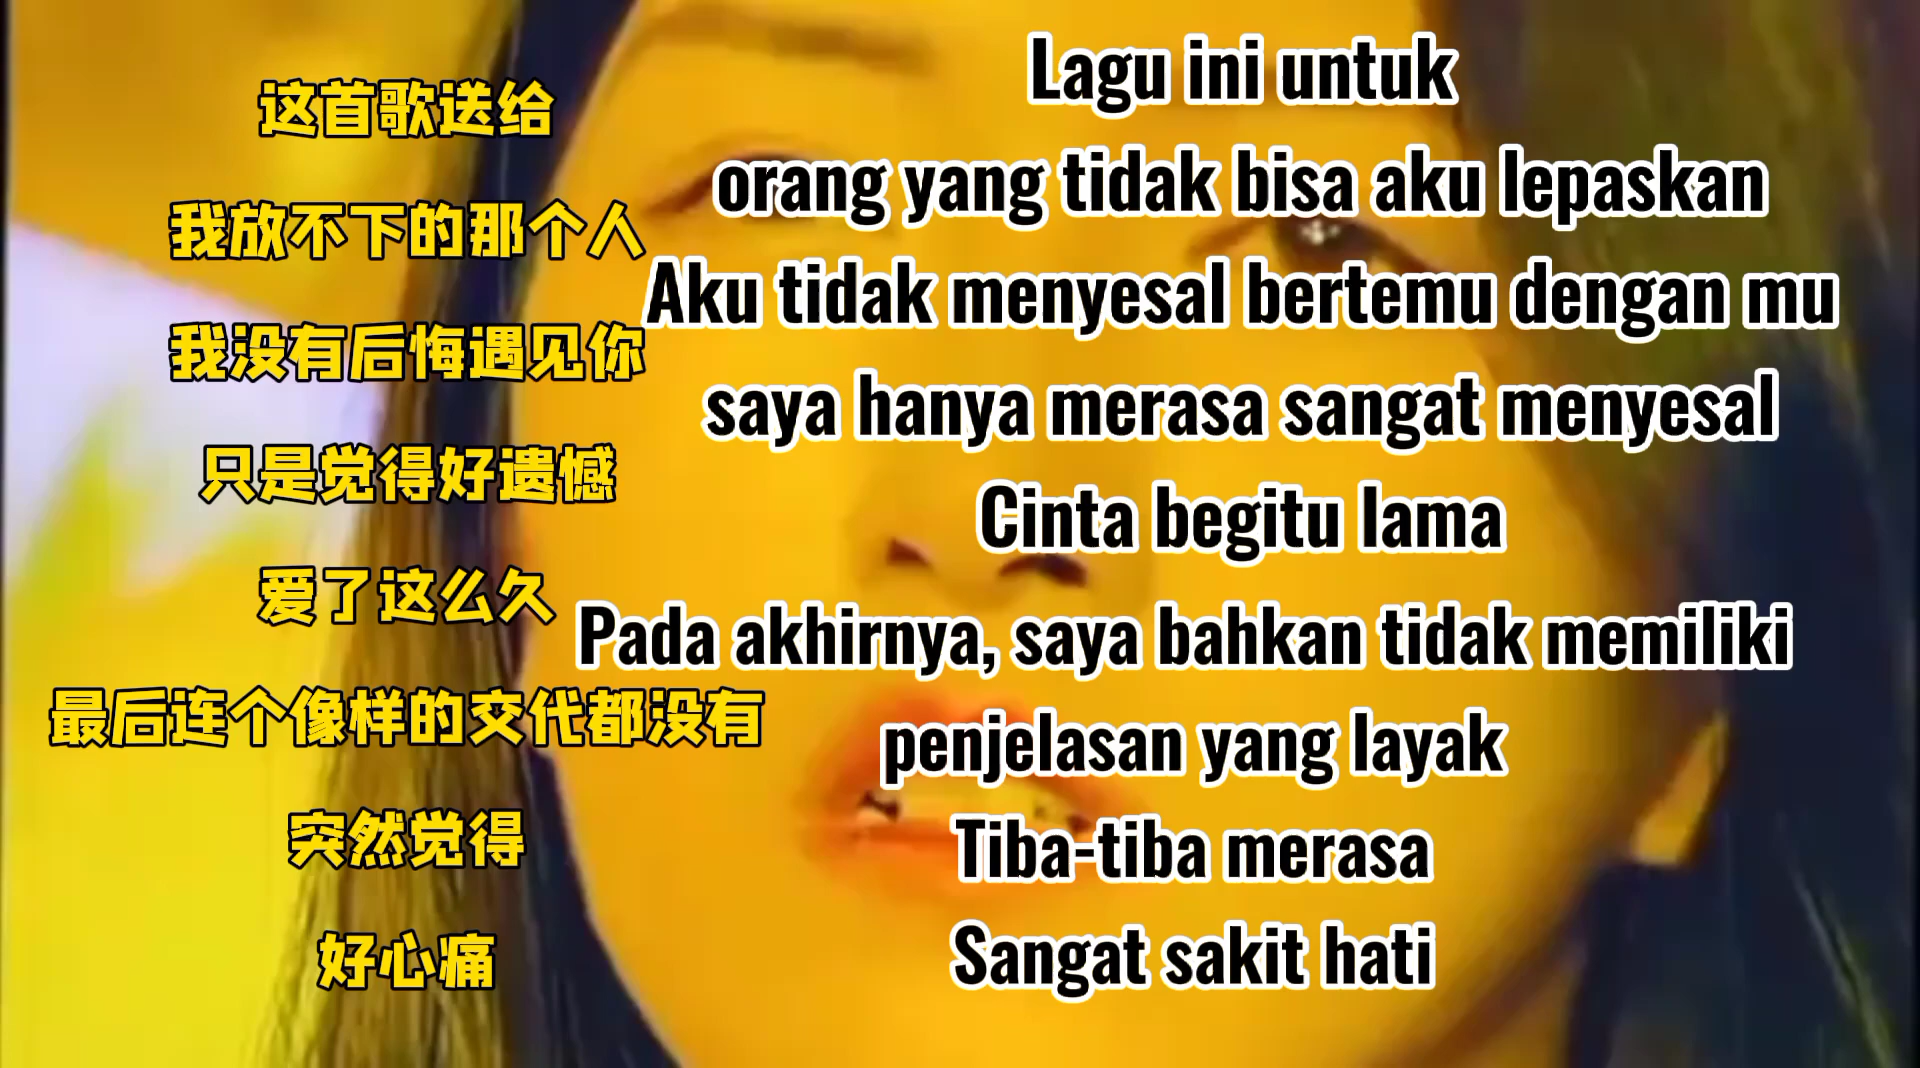 这首歌送给
我放不下的那个人
我没有后悔遇见你
只是觉得好遗憾
爱了这么久
最后连个像样的交代都没有
突然觉得
好心痛
Lagu ini untuk
orang yang tidak bisa aku lepaskan
Aku tidak menyesal bertemu dengan mu
saya hanya merasa sangat menyesal
Cinta begitu lama
Pada akhirnya, saya bahkan tidak memiliki
penjelasan yang layak
Tiba-tiba merasa
Sangat sakit hati